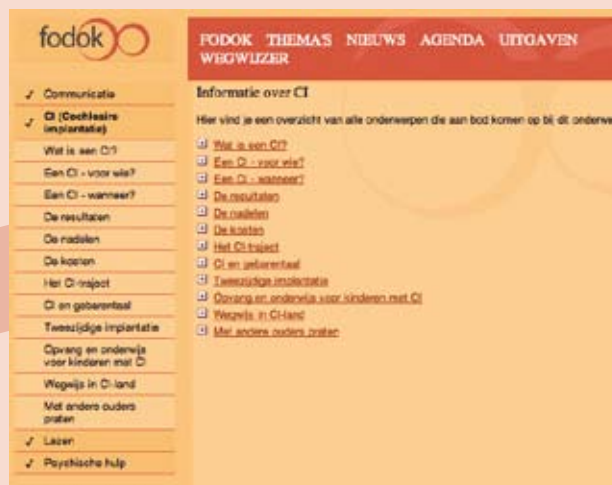 fodok
FODOK THEMA'S NIEUWS AGENDA UITGAVEN
WEGWIJZER
Communicatie
CI (Cochleaire
implantatie)
Wat is een CI?
Een CI - voor wie?
Een CI - wanneer?
De resultaten
De nadelen
De kosten
Het CI-traject
CI en gebarentaal
Tweezijdige implantatie
Opvang en onderwijs
voor kinderen met CI
Wegwijs in CI-land
Met andere ouders
praten
Lezen
Psychische hulp
Informatie over CI
Hier vind je een overzicht van alle onderwerpen die aan bod komen op bij dit onderwe
Wat is een CI?
Een CI - voor wie?
Een CI - wanneer?
De resultaten
De nadelen
De kosten
Het CI-traject
CI en gebarentaal
Tweezijdige implantatie
Opvang en onderwijs voor kinderen met CI
Wegwijs in CI-land
Met andere ouders praten